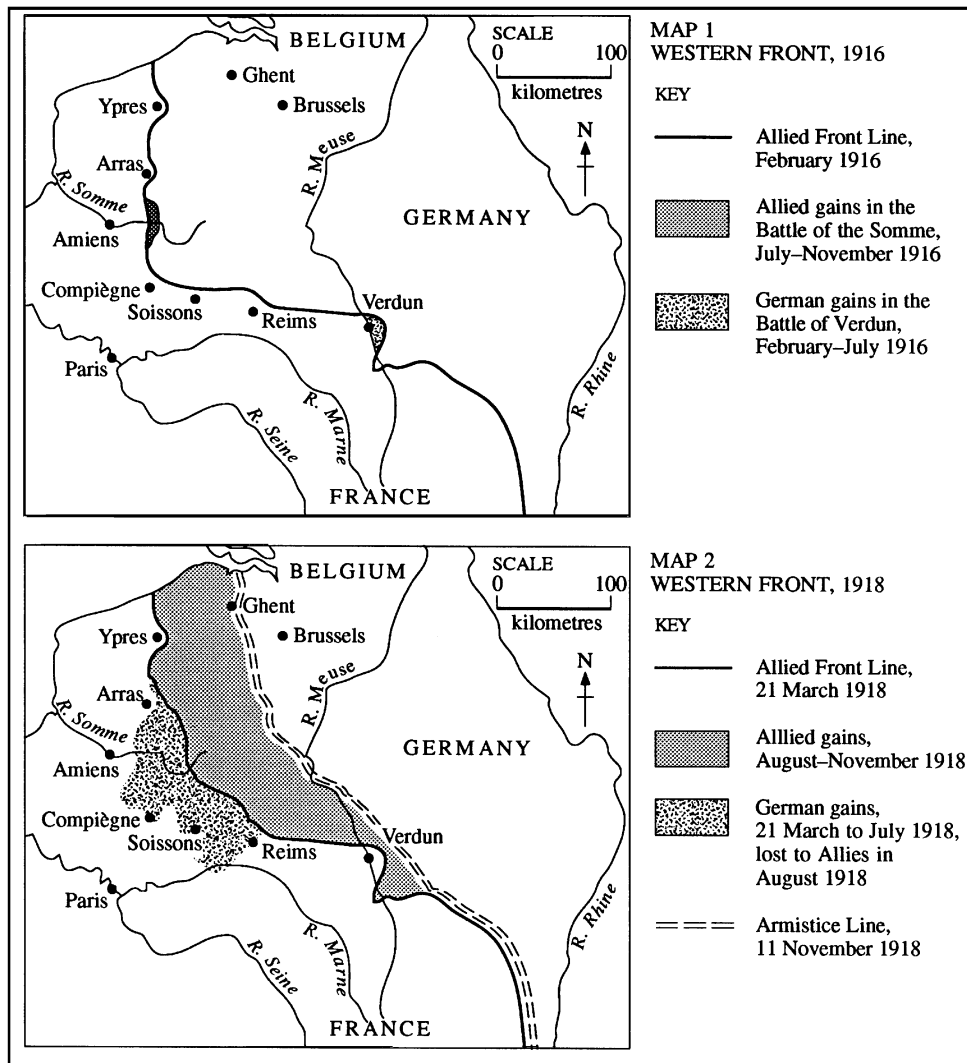 BELGIUM
SCALE
0 100
kilometres
Ghent
Ypres
Brussels
R. Meuse
N
Arras
R. Somme
GERMANY
Amiens
Compiègne
Soissons
Reims
Verdun
Paris
R. Marne
R. Seine
R. Rhine
FRANCE
MAP 1
WESTERN FRONT, 1916
KEY
Allied Front Line,
February 1916
Allied gains in the
Battle of the Somme,
July–November 1916
German gains in the
Battle of Verdun,
February–July 1916
BELGIUM
SCALE
0 100
kilometres
Ghent
Ypres
Brussels
R. Meuse
N
Arras
R. Somme
GERMANY
Amiens
Compiègne
Soissons
Reims
Verdun
Paris
R. Marne
R. Seine
R. Rhine
FRANCE
MAP 2
WESTERN FRONT, 1918
KEY
Allied Front Line,
21 March 1918
Alllied gains,
August–November 1918
German gains,
21 March to July 1918,
lost to Allies in
August 1918
Armistice Line,
11 November 1918